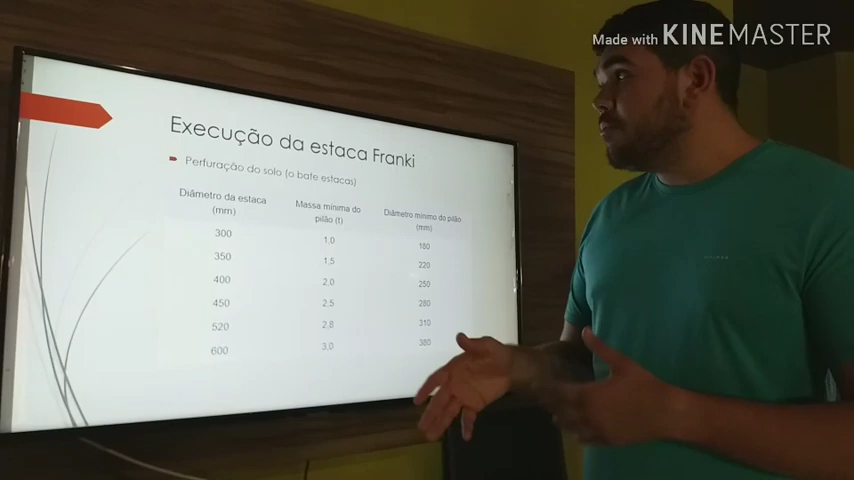 Made with KINEMASTER
Execução da estaca Franki
Perfuração do solo (o bate estacas)
Diâmetro da estaca (mm) Massa mínima do pilão (t) Diâmetro mínimo do pilão (mm)
300 1,0 180
350 1,5 220
400 2,0 250
450 2,5 280
520 2,8 310
600 3,0 380